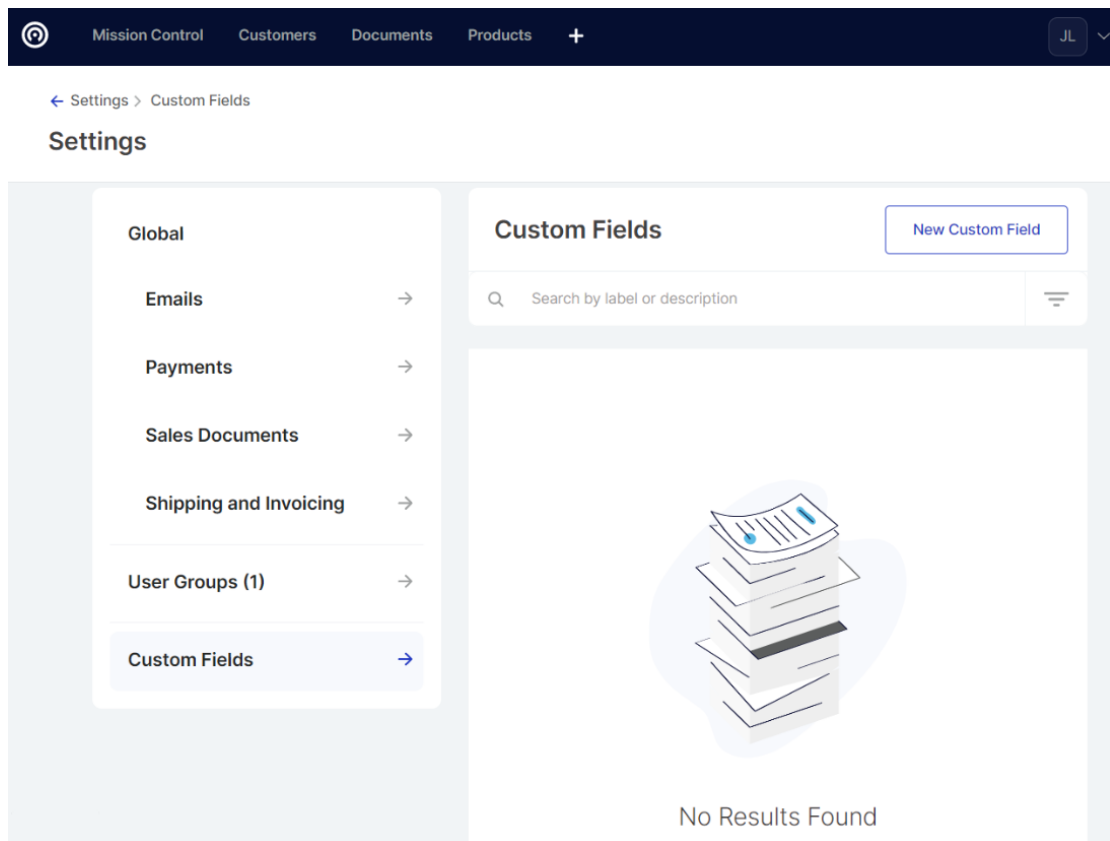 Mission Control Customers Documents Products + JL
← Settings > Custom Fields
Settings
Global
Emails
Payments
Sales Documents
Shipping and Invoicing
User Groups (1)
Custom Fields
Custom Fields
New Custom Field
Search by label or description
No Results Found